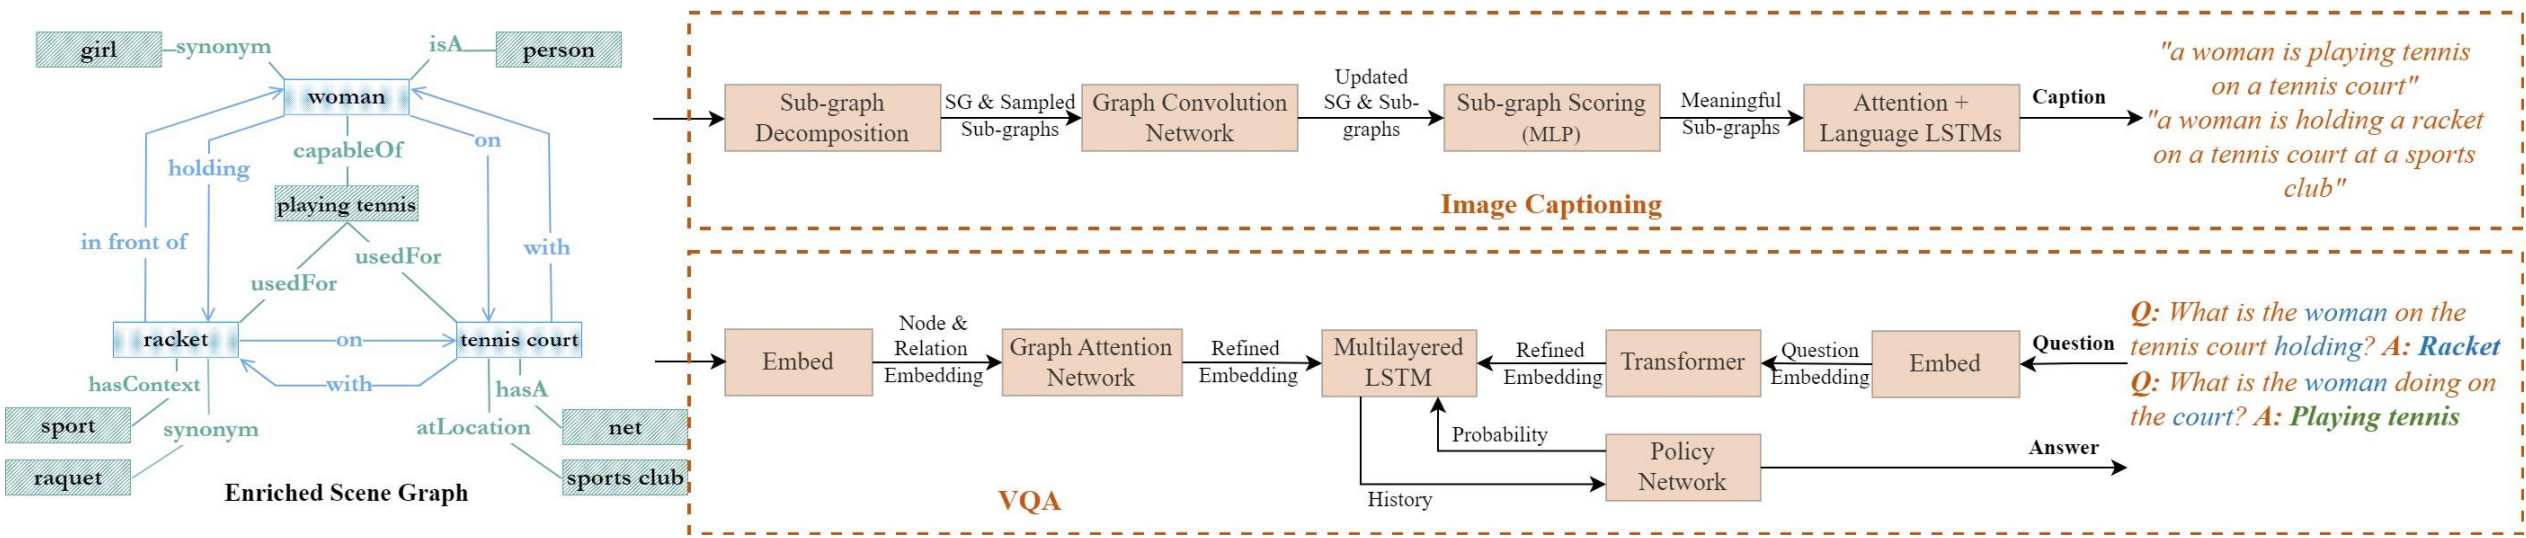 girl
synonym
isA
person
woman
capableOf
on
holding
playing tennis
in front of
with
usedFor
usedFor
racket
on
tennis court
with
hasContext
hasA
sport
synonym
atLocation
net
raquet
sports club
Enriched Scene Graph
Sub-graph
Decomposition
SG & Sampled
Sub-graphs
Graph Convolution
Network
Updated
SG & Sub-
graphs
Sub-graph Scoring
(MLP)
Meaningful
Sub-graphs
Attention +
Language LSTMs
Caption
"a woman is playing tennis
on a tennis court"
"a woman is holding a racket
on a tennis court at a sports
club"
Image Captioning
Embed
Node &
Relation
Embedding
Graph Attention
Network
Refined
Embedding
Multilayered
LSTM
Refined
Embedding
Transformer
Question
Embedding
Embed
Question
Q: What is the woman on the
tennis court holding? A: Racket
Q: What is the woman doing on
the court? A: Playing tennis
Probability
Policy
Network
Answer
History
VQA